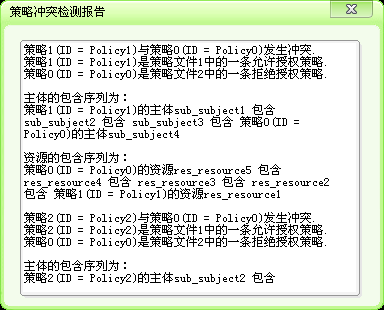 策略冲突检测报告
策略1(ID = Policy1)与策略0(ID = Policy0)发生冲突.
策略1(ID = Policy1)是策略文件1中的一条允许授权策略.
策略0(ID = Policy0)是策略文件2中的一条拒绝授权策略.
主体的包含序列为:
策略1(ID = Policy1)的主体sub_subject1 包含
sub_subject2 包含 sub_subject3 包含 策略0(ID =
Policy0)的主体sub_subject4
资源的包含序列为:
策略0(ID = Policy0)的资源res_resource5 包含
res_resource4 包含 res_resource3 包含 res_resource2
包含 策略1(ID = Policy1)的资源res_resource1
策略2(ID = Policy2)与策略0(ID = Policy0)发生冲突.
策略2(ID = Policy2)是策略文件1中的一条允许授权策略.
策略0(ID = Policy0)是策略文件2中的一条拒绝授权策略.
主体的包含序列为:
策略2(ID = Policy2)的主体sub_subject2 包含